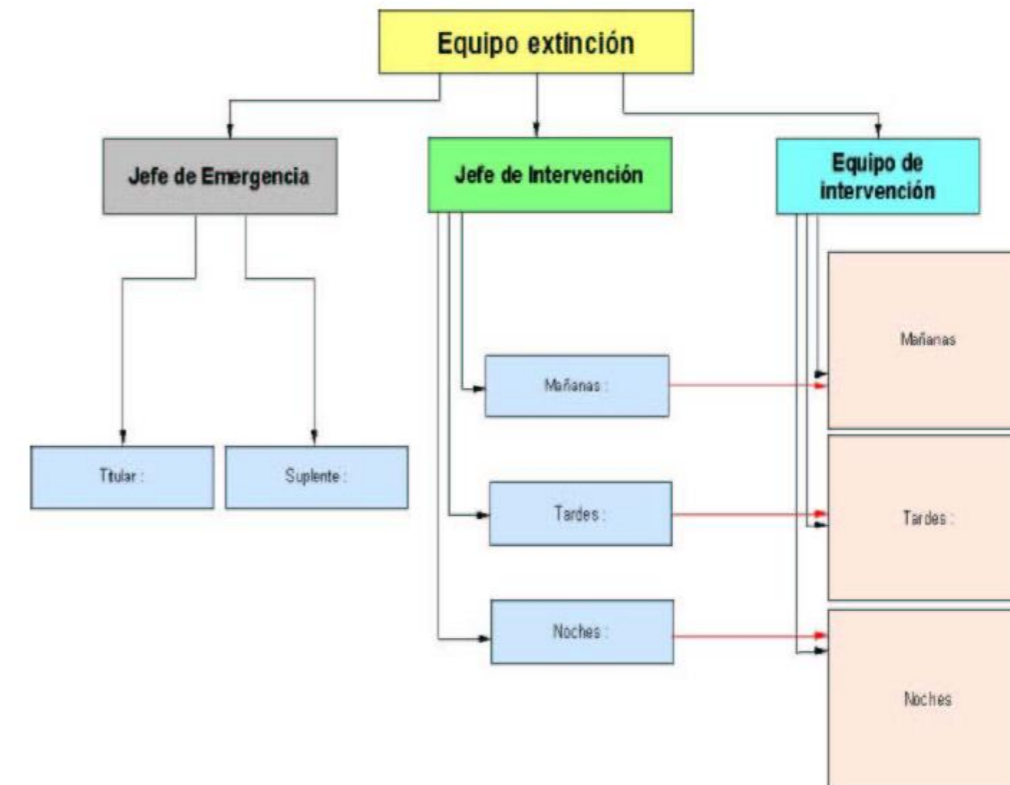 Equipo extinción
Jefe de Emergencia
Jefe de Intervención
Equipo de
intervención
Mañanas
Mañanas :
Titular :
Suplente :
Tardes :
Tardes :
Noches :
Noches